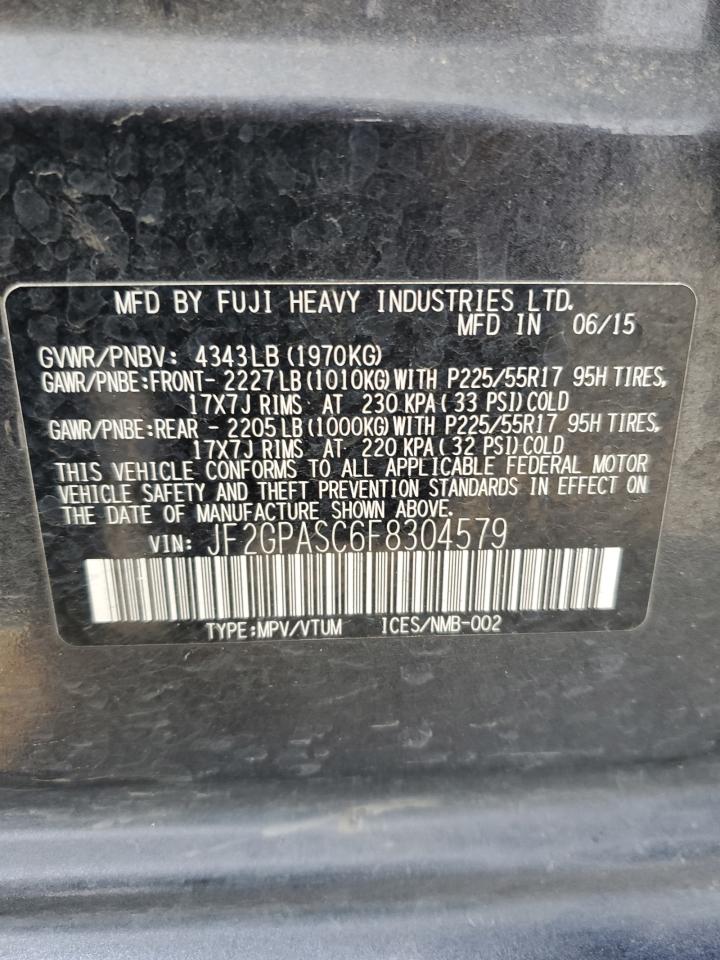 MFD BY FUJI HEAVY INDUSTRIES LTD.
MFD IN 06/15
GVWR/PNBV: 4343LB (1970KG)
GAWR/PNBE:FRONT- 2227LB(1010KG)WITH P225/55R17 95H TIRES,
17X7J RIMS AT 230KPA(33 PSI)COLD
GAWR/PNBE:REAR - 2205LB(1000KG)WITH P225/55R17 95H TIRES,
17X7J RIMS AT 220KPA(32 PSI)COLD
THIS VEHICLE CONFORMS TO ALL APPLICABLE FEDERAL MOTOR
VEHICLE SAFETY AND THEFT PREVENTION STANDARDS IN EFFECT ON
THE DATE OF MANUFACTURE SHOWN ABOVE.
VIN: JF2GPASC6F8304579
TYPE:MPV/VTUM ICES/NMB-002